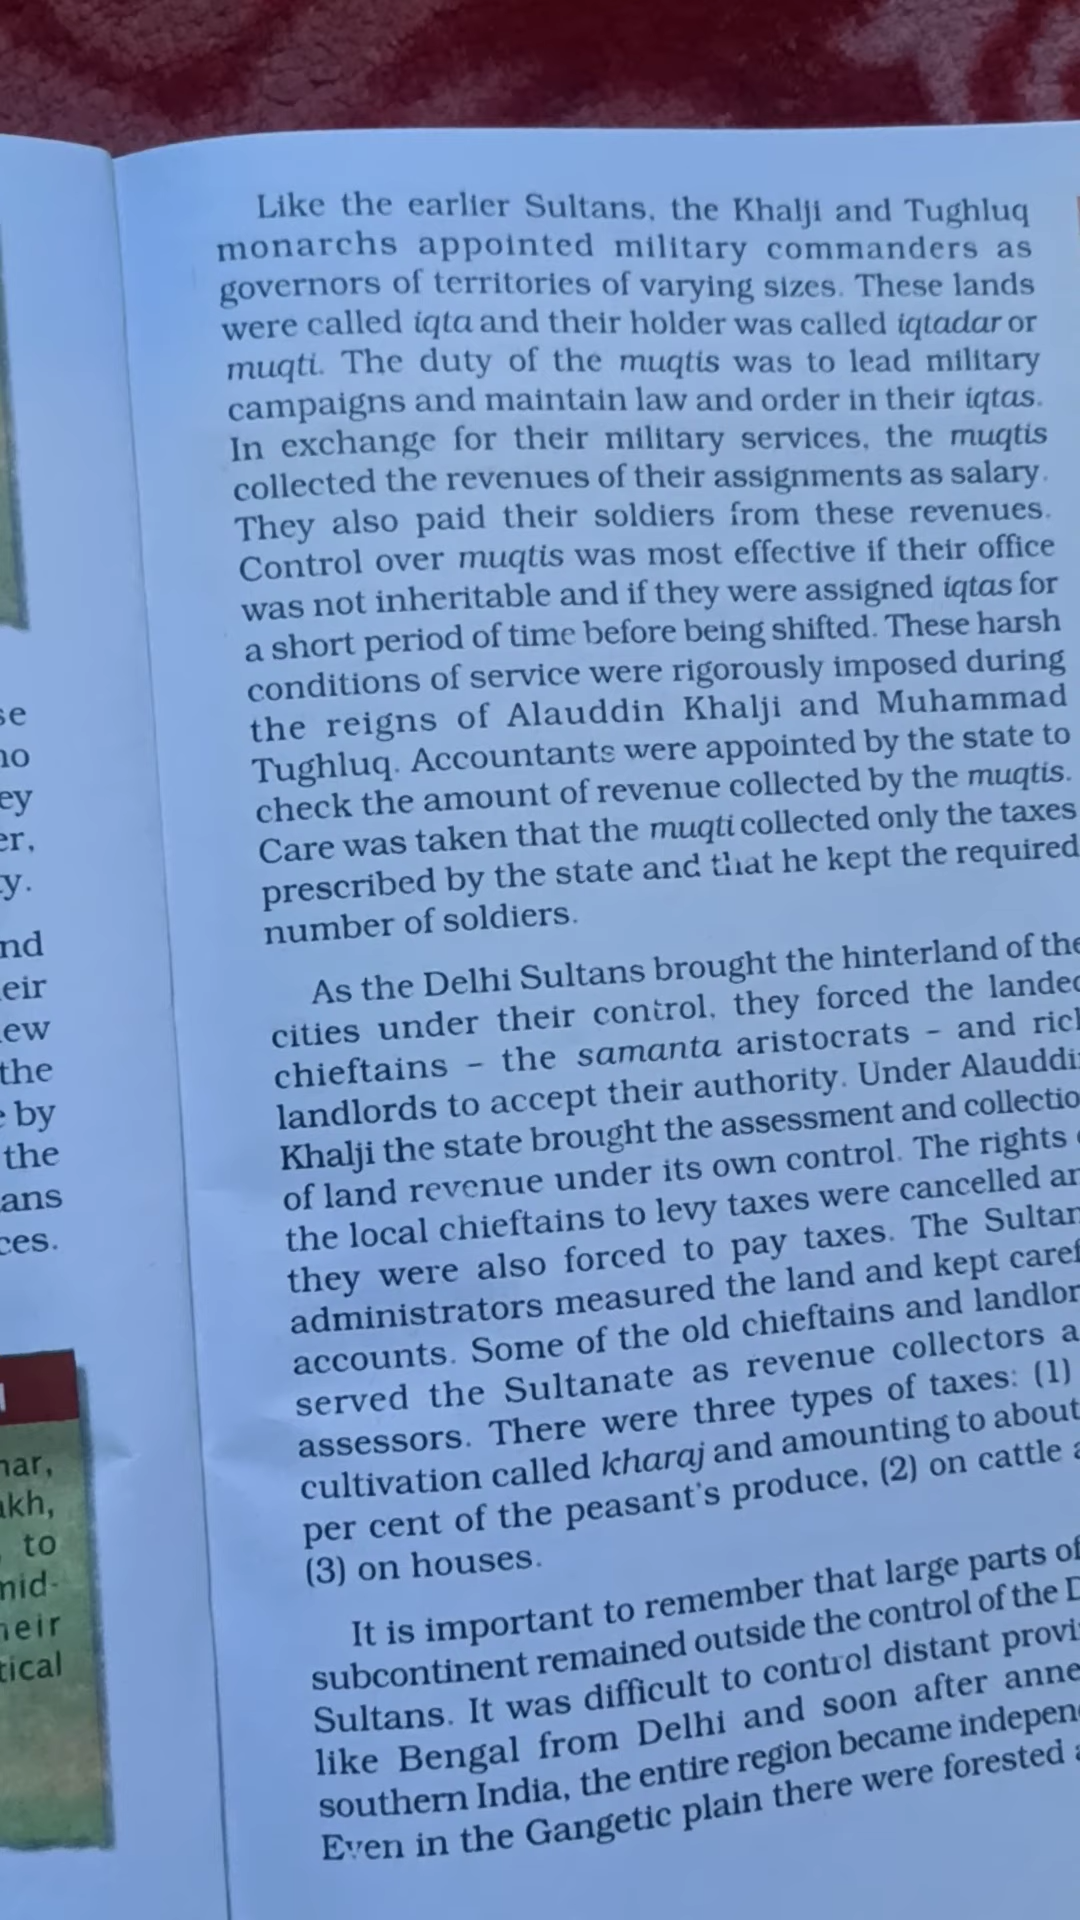 se
no
ey
er,
y.
nd
eir
ew
the
by
the
ans
ces.
nar,
akh,
to
mid-
heir
tical
Like the earlier Sultans, the Khalji and Tughluq
monarchs appointed military commanders as
governors of territories of varying sizes. These lands
were called iqta and their holder was called iqtadar or
muqti. The duty of the muqtis was to lead military
campaigns and maintain law and order in their iqtas.
In exchange for their military services, the muqtis
collected the revenues of their assignments as salary.
They also paid their soldiers from these revenues.
Control over muqtis was most effective if their office
was not inheritable and if they were assigned iqtas for
a short period of time before being shifted. These harsh
conditions of service were rigorously imposed during
the reigns of Alauddin Khalji and Muhammad
Tughluq. Accountants were appointed by the state to
check the amount of revenue collected by the muqtis.
Care was taken that the muqti collected only the taxes
prescribed by the state and that he kept the required
number of soldiers.
As the Delhi Sultans brought the hinterland of the
cities under their control, they forced the landed
chieftains – the samanta aristocrats – and rich
landlords to accept their authority. Under Alauddi
Khalji the state brought the assessment and collectio
of land revenue under its own control. The rights
the local chieftains to levy taxes were cancelled an
they were also forced to pay taxes. The Sultan
administrators measured the land and kept caref
accounts. Some of the old chieftains and landlor
served the Sultanate as revenue collectors a
assessors. There were three types of taxes: (1)
cultivation called kharaj and amounting to about
per cent of the peasant's produce, (2) on cattle a
(3) on houses.
It is important to remember that large parts of
subcontinent remained outside the control of the D
Sultans. It was difficult to control distant provi
like Bengal from Delhi and soon after anne
southern India, the entire region became indepen
Even in the Gangetic plain there were forested a